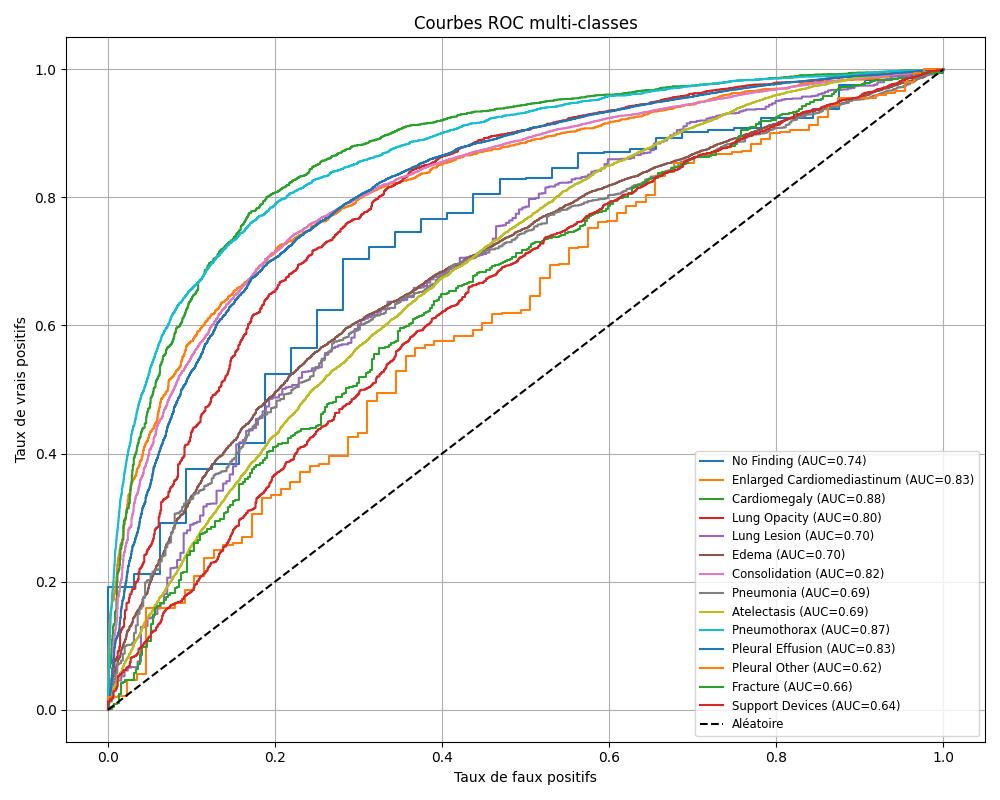 Courbes ROC multi-classes
Taux de vrais positifs
1.0
0.8
0.6
0.4
0.2
0.0
No Finding (AUC=0.74)
Enlarged Cardiomediastinum (AUC=0.83)
Cardiomegaly (AUC=0.88)
Lung Opacity (AUC=0.80)
Lung Lesion (AUC=0.70)
Edema (AUC=0.70)
Consolidation (AUC=0.82)
Pneumonia (AUC=0.69)
Atelectasis (AUC=0.69)
Pneumothorax (AUC=0.87)
Pleural Effusion (AUC=0.83)
Pleural Other (AUC=0.62)
Fracture (AUC=0.66)
Support Devices (AUC=0.64)
Aléatoire
0.0 0.2 0.4 0.6 0.8 1.0
Taux de faux positifs